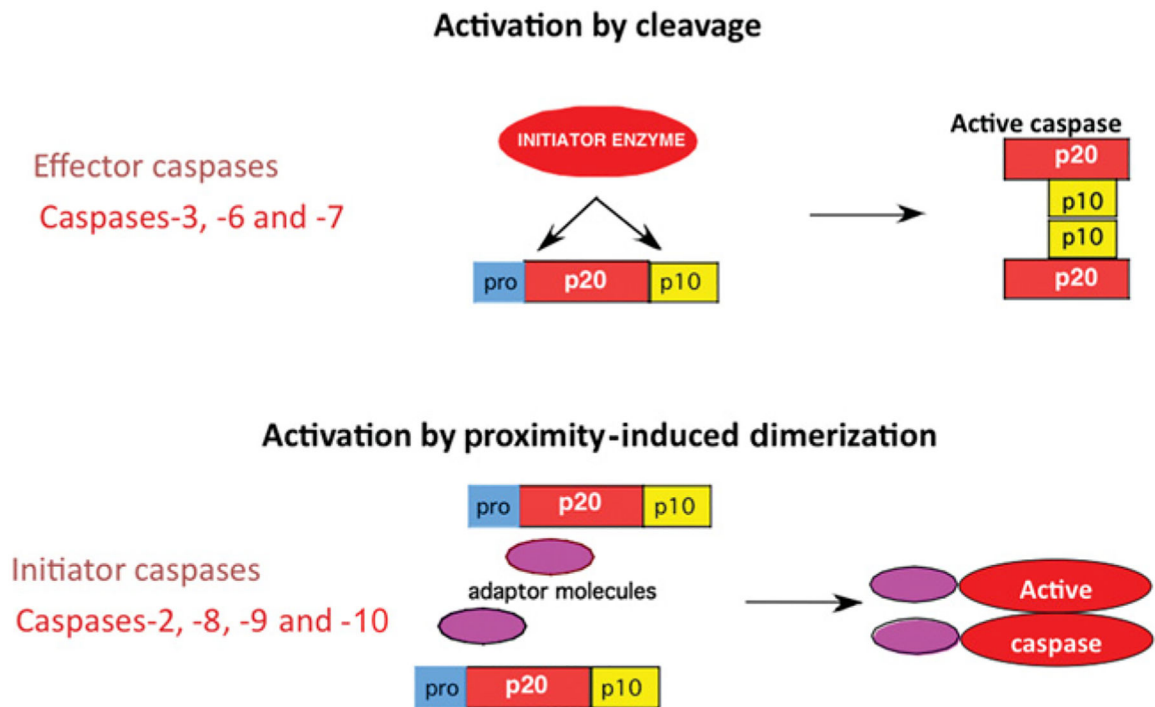 Activation by cleavage
INITIATOR ENZYME
Active caspase
p20
Effector caspases
p10
Caspases-3, -6 and -7
p10
pro p20 p10
p20
Activation by proximity-induced dimerization
pro p20 p10
Initiator caspases
adaptor molecules
Active
Caspases-2, -8, -9 and -10
caspase
pro p20 p10